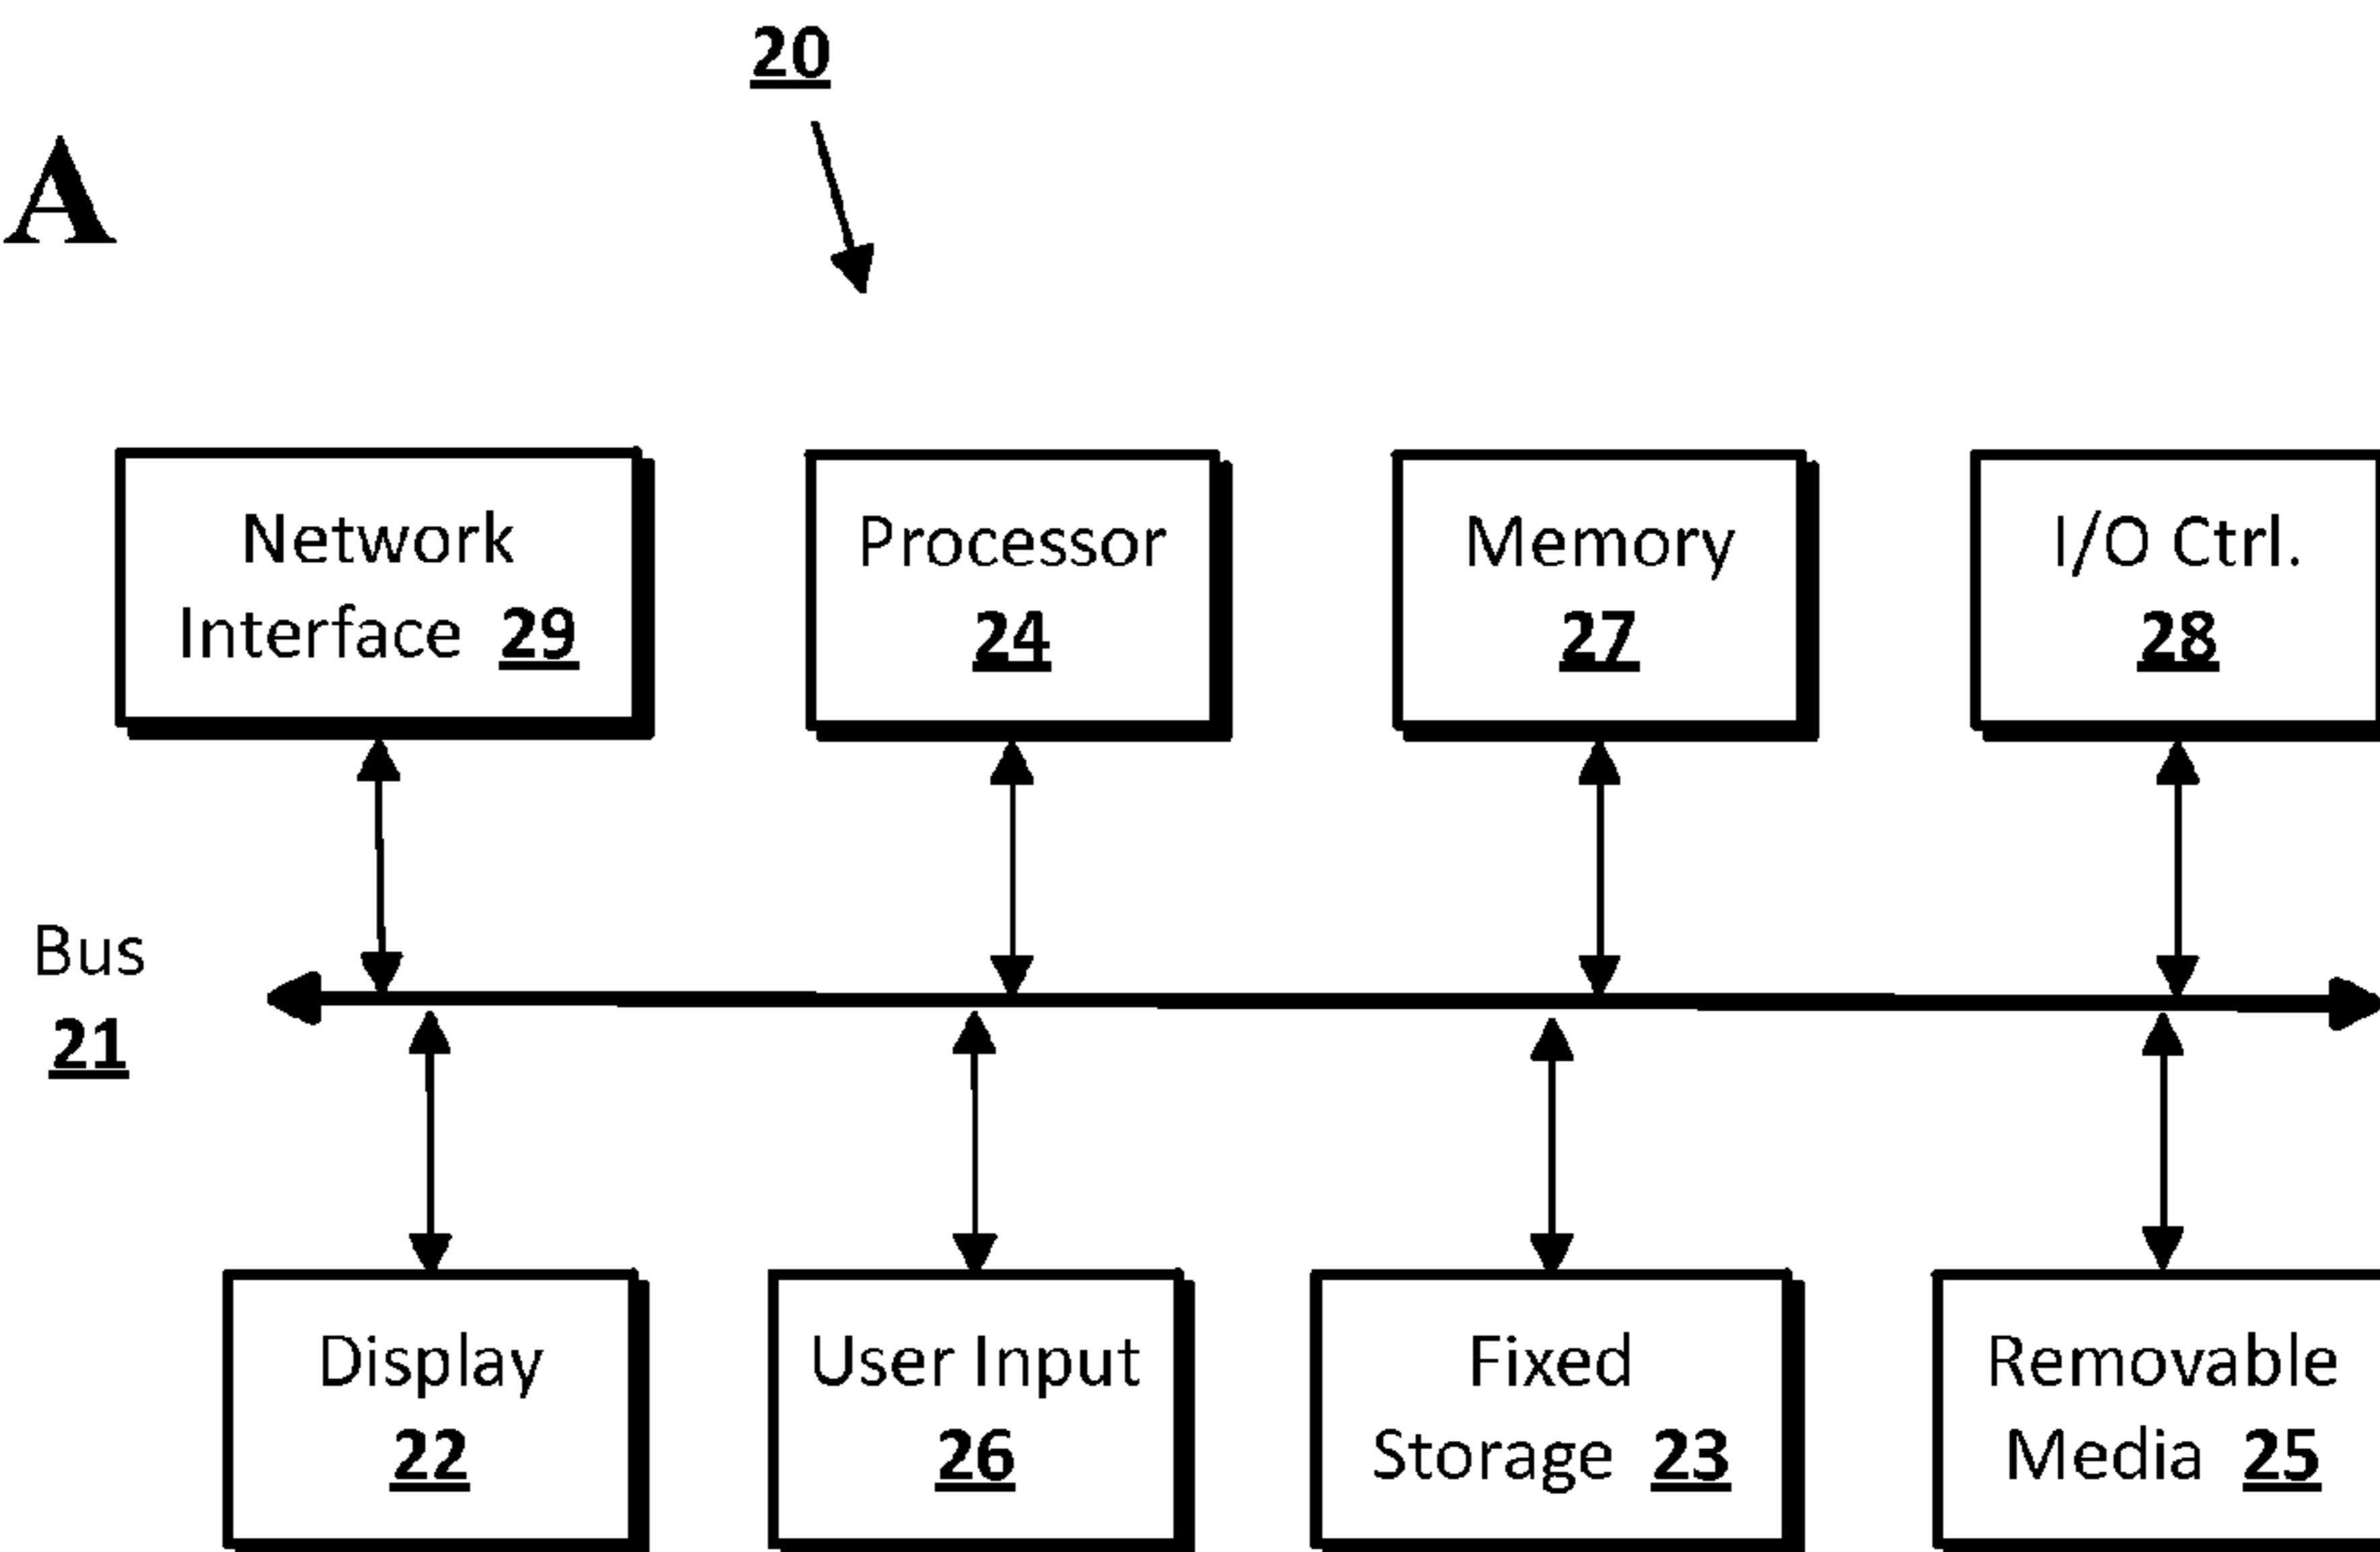 20
A
Network
Interface 29
Processor
24
Memory
27
I/O Ctrl.
28
Bus
21
Display
22
User Input
26
Fixed
Storage 23
Removable
Media 25